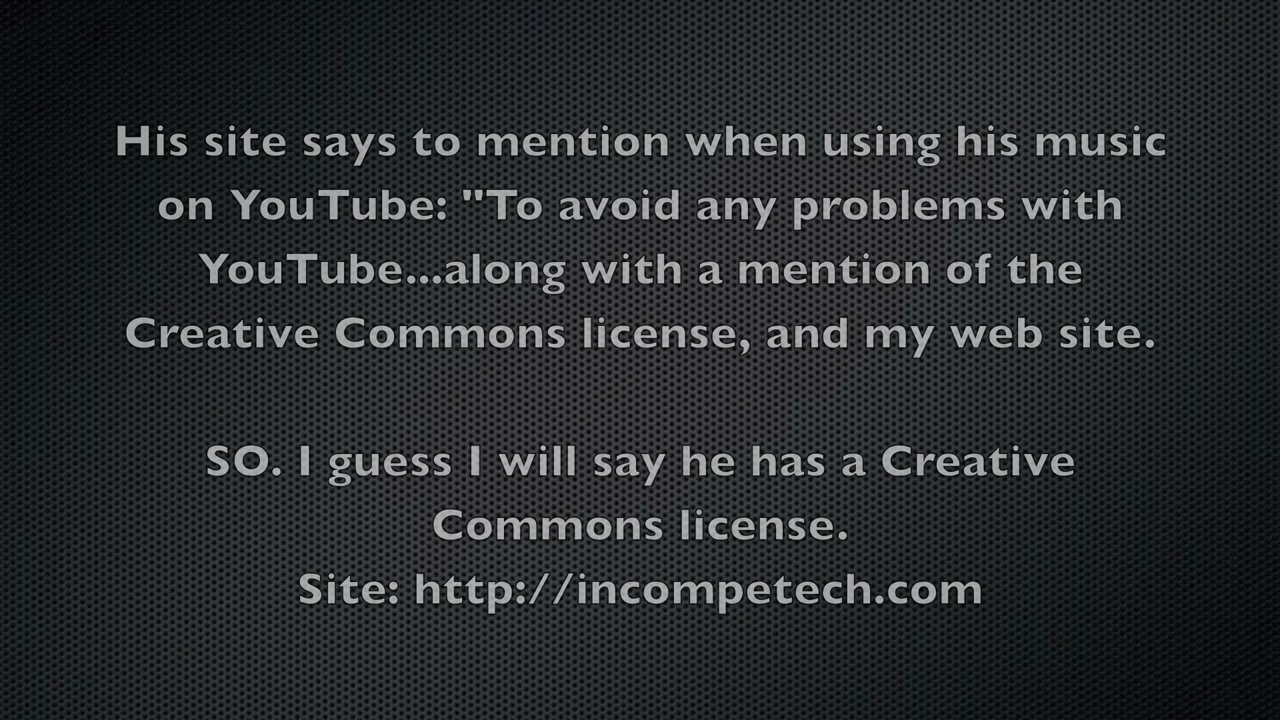 His site says to mention when using his music
on YouTube: "To avoid any problems with
YouTube...along with a mention of the
Creative Commons license, and my web site.
SO. I guess I will say he has a Creative
Commons license.
Site: http://incompetech.com